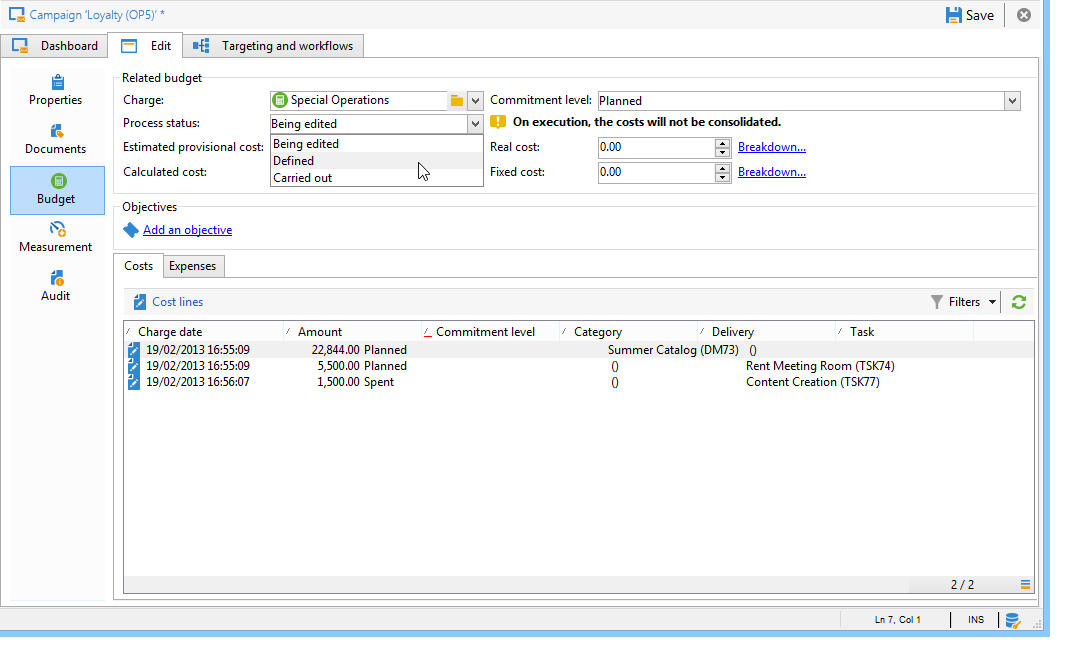 Campaign 'Loyalty (OP5)' *
Save
Dashboard
Edit
Targeting and workflows
Properties
Documents
Budget
Measurement
Audit
Related budget
Charge: Special Operations Commitment level: Planned
Process status: Being edited On execution, the costs will not be consolidated.
Being edited
Defined
Carried out
Estimated provisional cost: Real cost: 0.00 Breakdown...
Calculated cost: Fixed cost: 0.00 Breakdown...
Objectives
Add an objective
Costs Expenses
Cost lines Filters
Charge date Amount Commitment level Category Delivery Task
19/02/2013 16:55:09 22,844.00 Planned Summer Catalog (DM73) ()
19/02/2013 16:55:09 5,500.00 Planned () Rent Meeting Room (TSK74)
19/02/2013 16:56:07 1,500.00 Spent () Content Creation (TSK77)
2 / 2
Ln 7, Col 1 INS